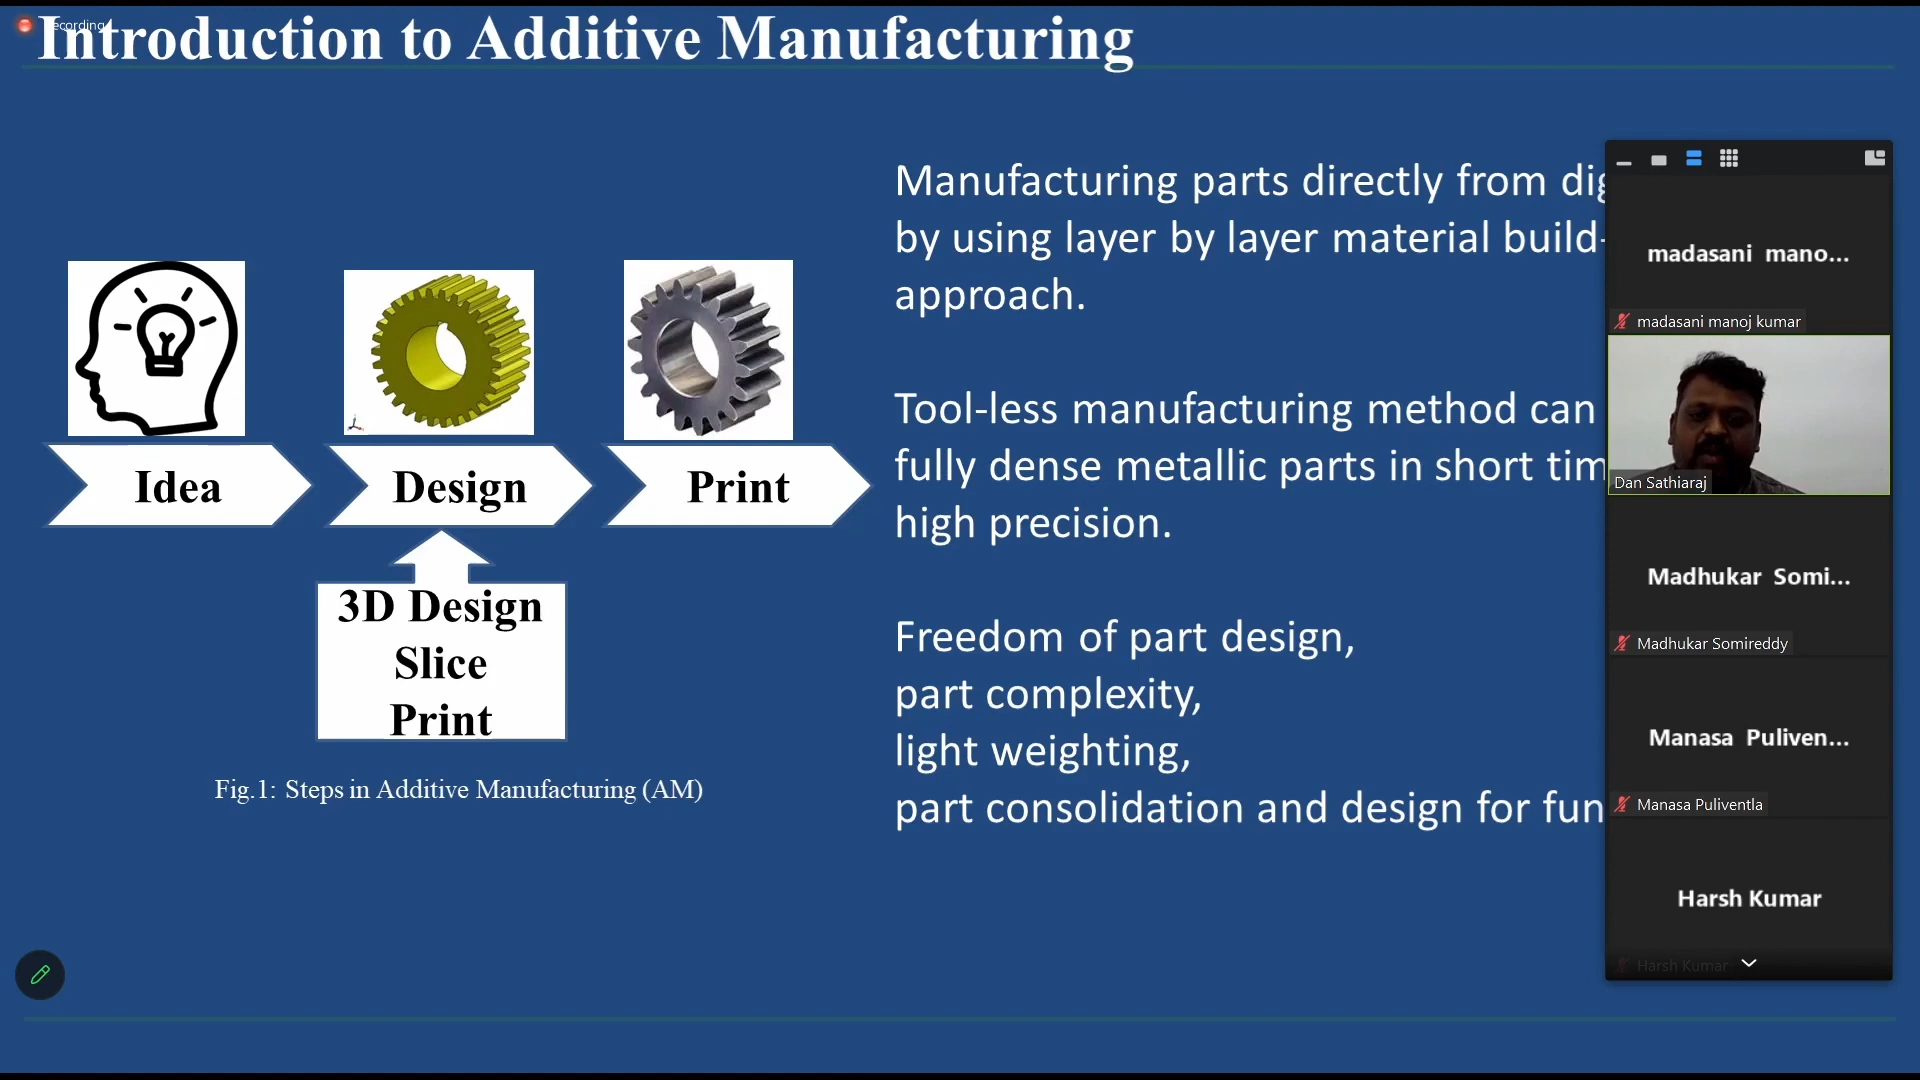 Recording
Introduction to Additive Manufacturing
Idea
Design
Print
3D Design
Slice
Print
Fig.1: Steps in Additive Manufacturing (AM)
Manufacturing parts directly from
by using layer by layer material build-
approach.
Tool-less manufacturing method can
fully dense metallic parts in short
high precision.
Freedom of part design,
part complexity,
light weighting,
part consolidation and design for
madasani mano...
madasani manoj kumar
Dan Sathiaraj
Madhukar Somi...
Madhukar Somireddy
Manasa Puliven...
Manasa Puliventla
Harsh Kumar
Harsh Kumar